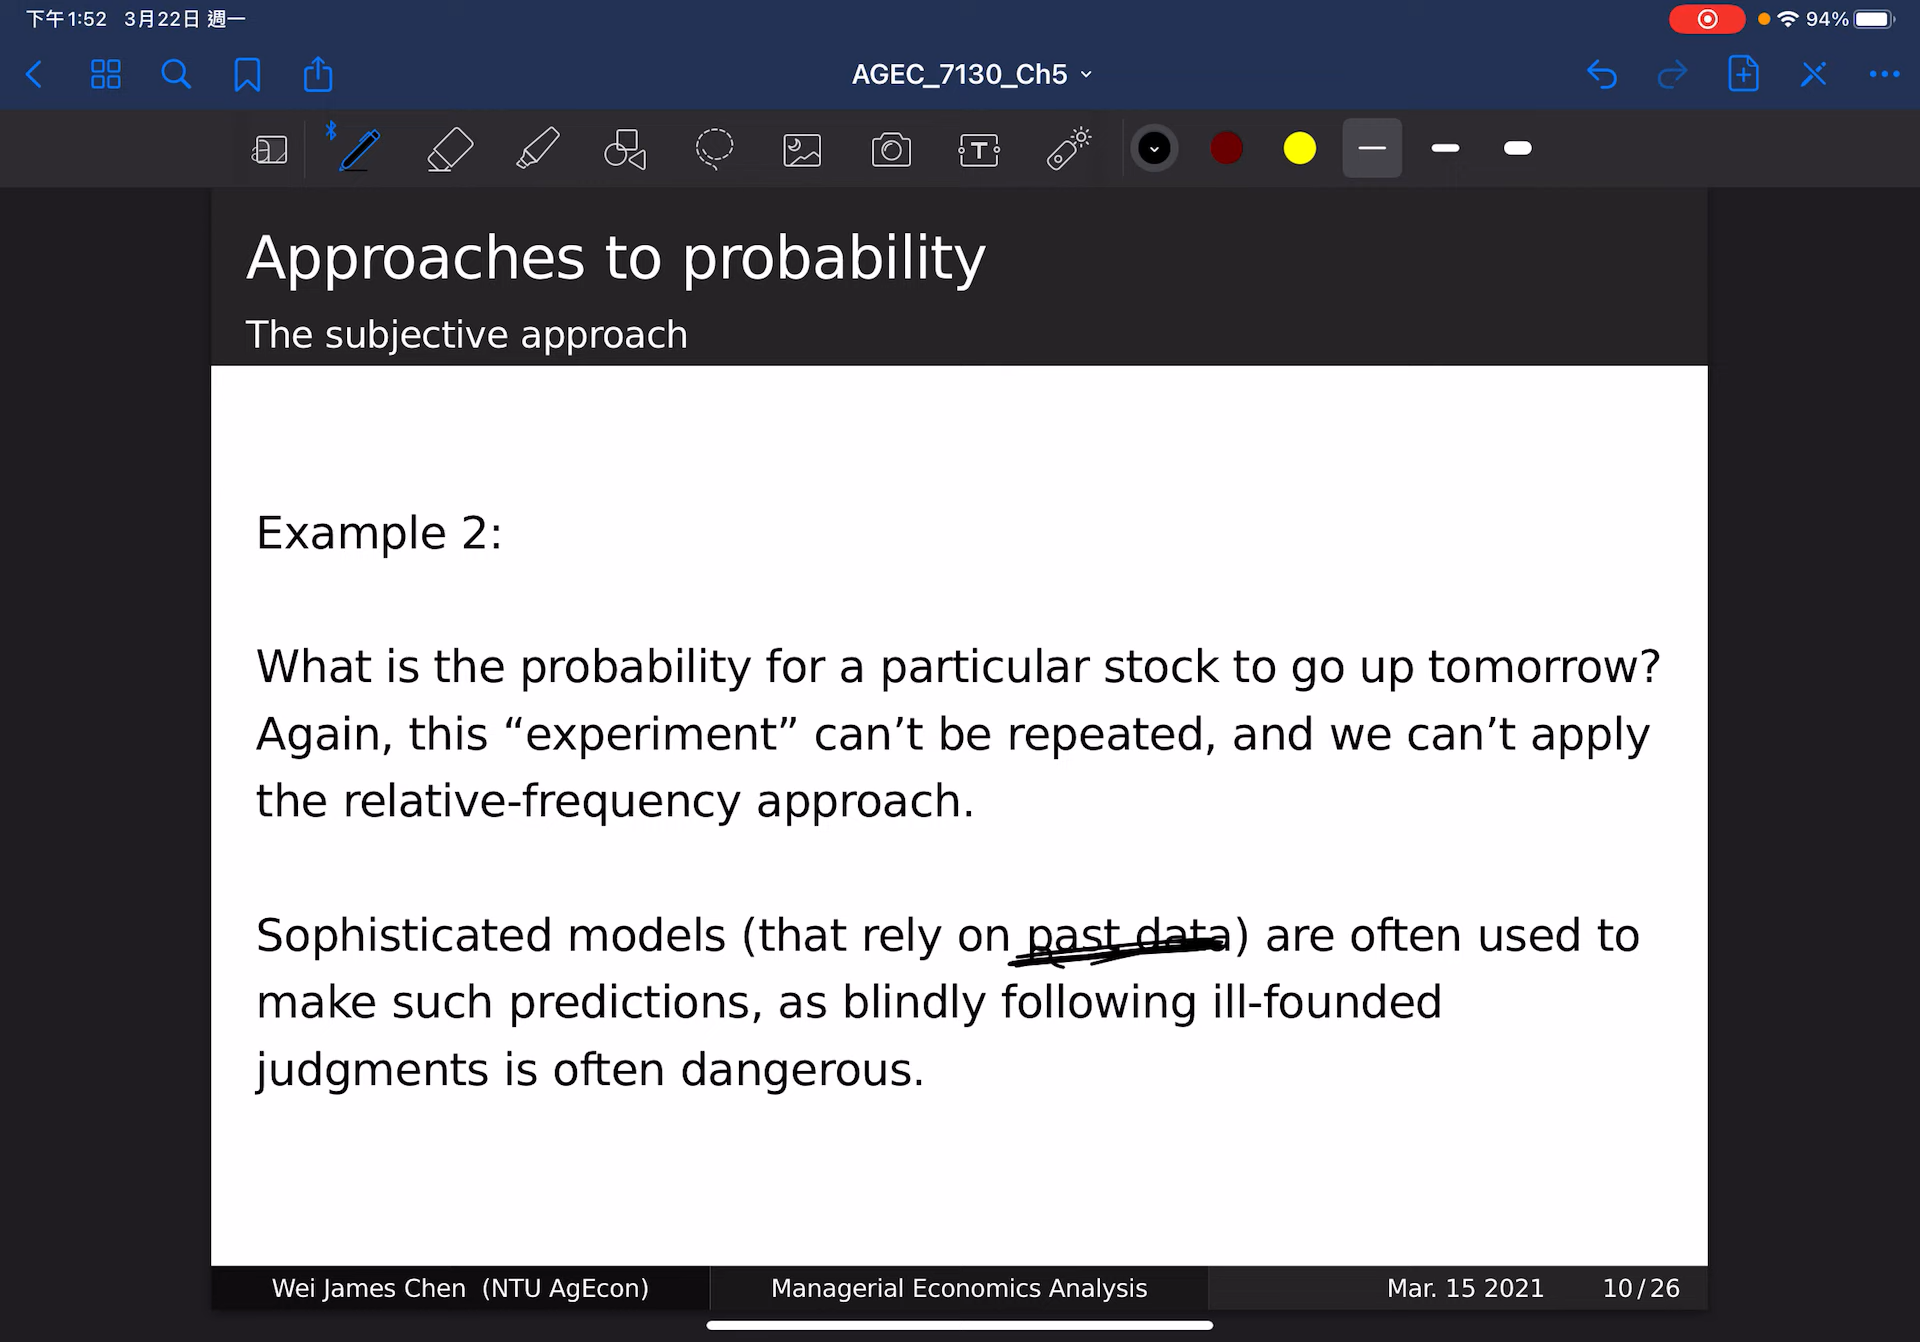 下午1:52 3月22日 週一
94%
AGEC_7130_Ch5
Approaches to probability
The subjective approach
Example 2:
What is the probability for a particular stock to go up tomorrow?
Again, this “experiment” can’t be repeated, and we can’t apply
the relative-frequency approach.
Sophisticated models (that rely on past data) are often used to
make such predictions, as blindly following ill-founded
judgments is often dangerous.
Wei James Chen (NTU AgEcon) Managerial Economics Analysis Mar. 15 2021 10/26